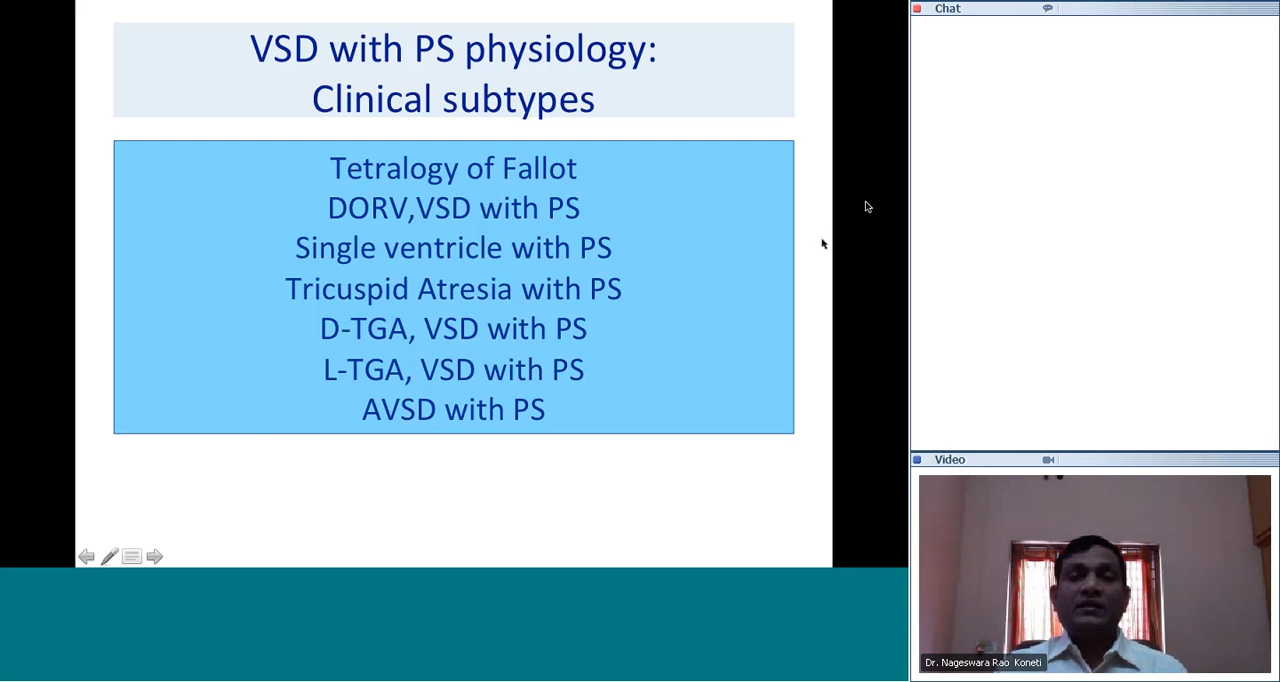 VSD with PS physiology:
Clinical subtypes
Tetralogy of Fallot
DORV,VSD with PS
Single ventricle with PS
Tricuspid Atresia with PS
D-TGA, VSD with PS
L-TGA, VSD with PS
AVSD with PS
Chat
Video
Dr. Nageswara Rao Koneti